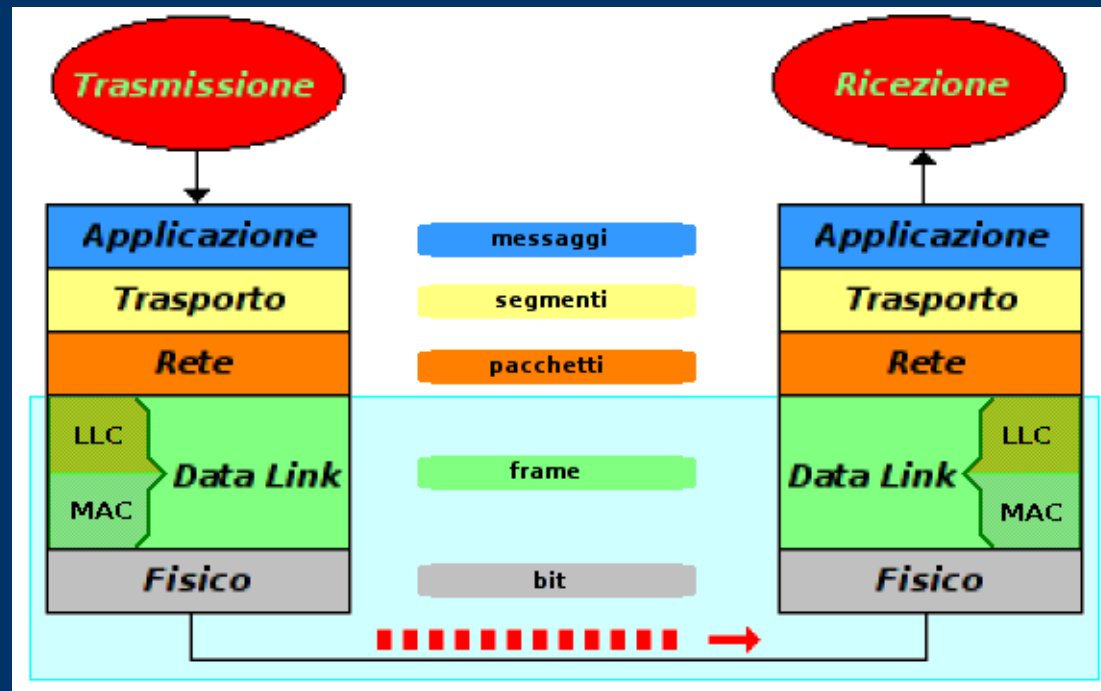 Trasmissione
Ricezione
Applicazione
messaggi
Applicazione
Trasporto
segmenti
Trasporto
Rete
pacchetti
Rete
LLC
MAC
Data Link
frame
Data Link
LLC
MAC
Fisico
bit
Fisico